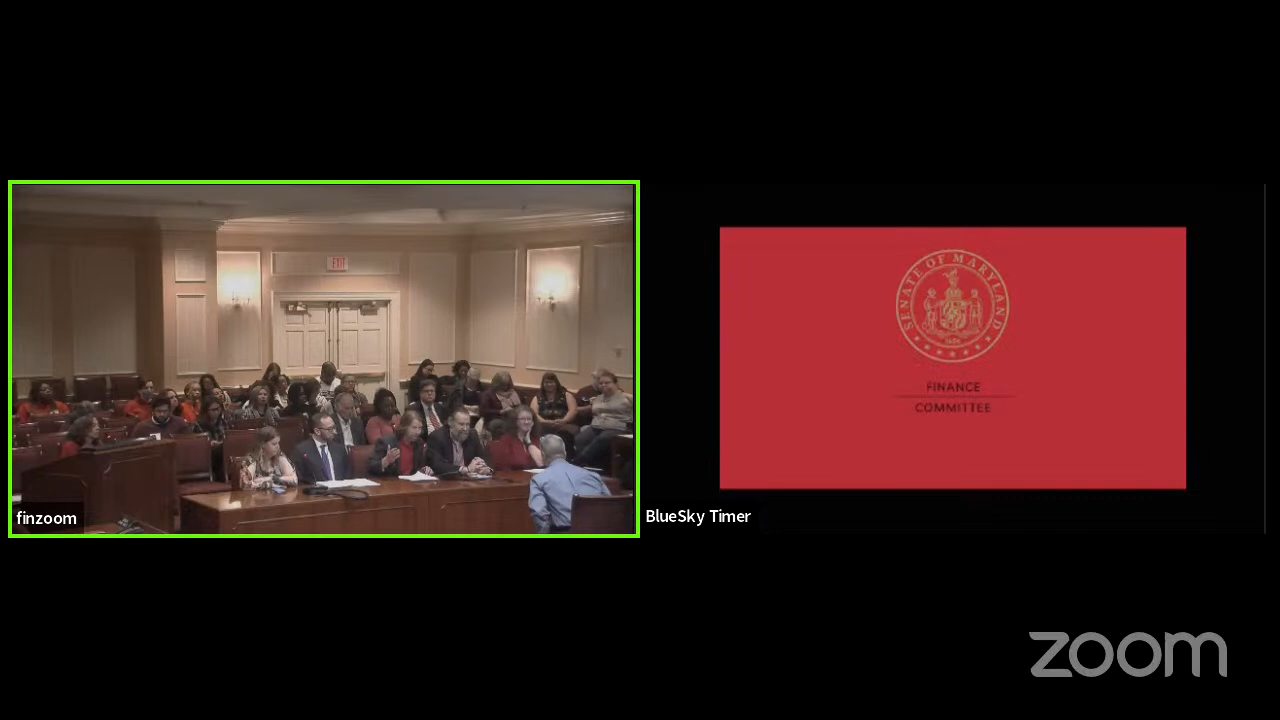 EXIT
finzoom
BlueSky Timer
SENATE OF MARYLAND
FINANCE
COMMITTEE
zoom